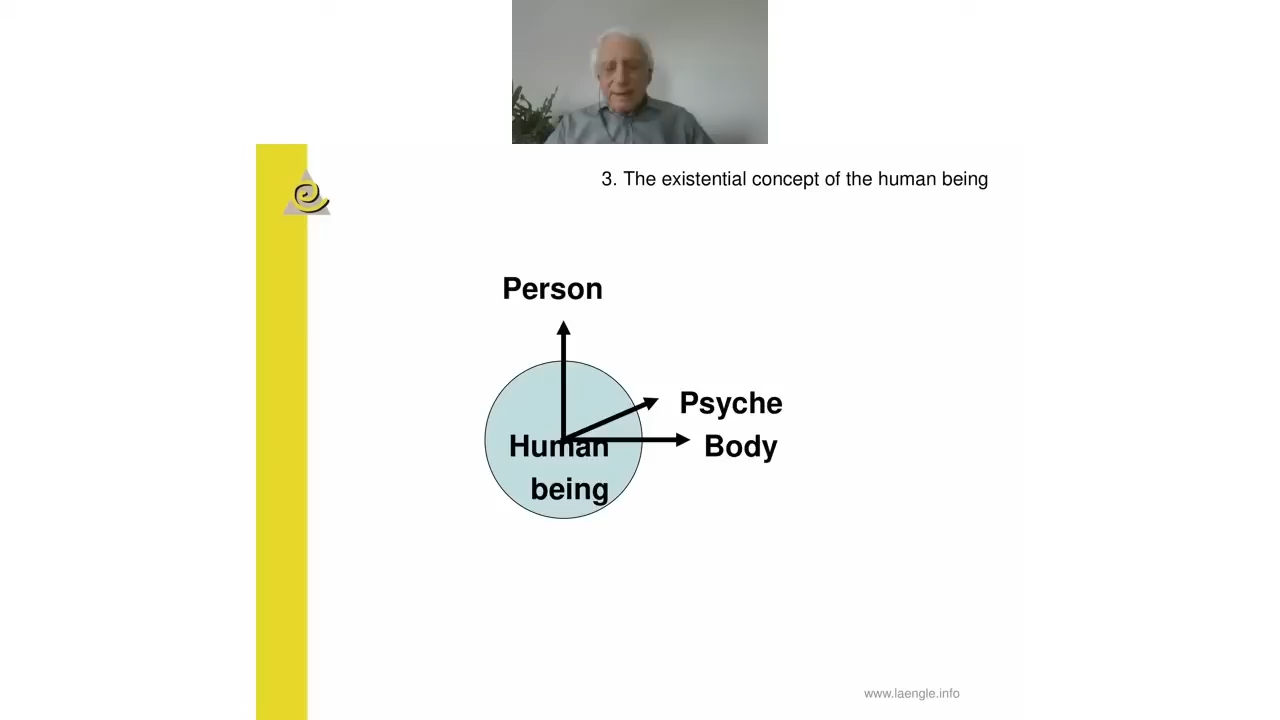 3. The existential concept of the human being
Person
Psyche
Human
Body
being
www.laengle.info